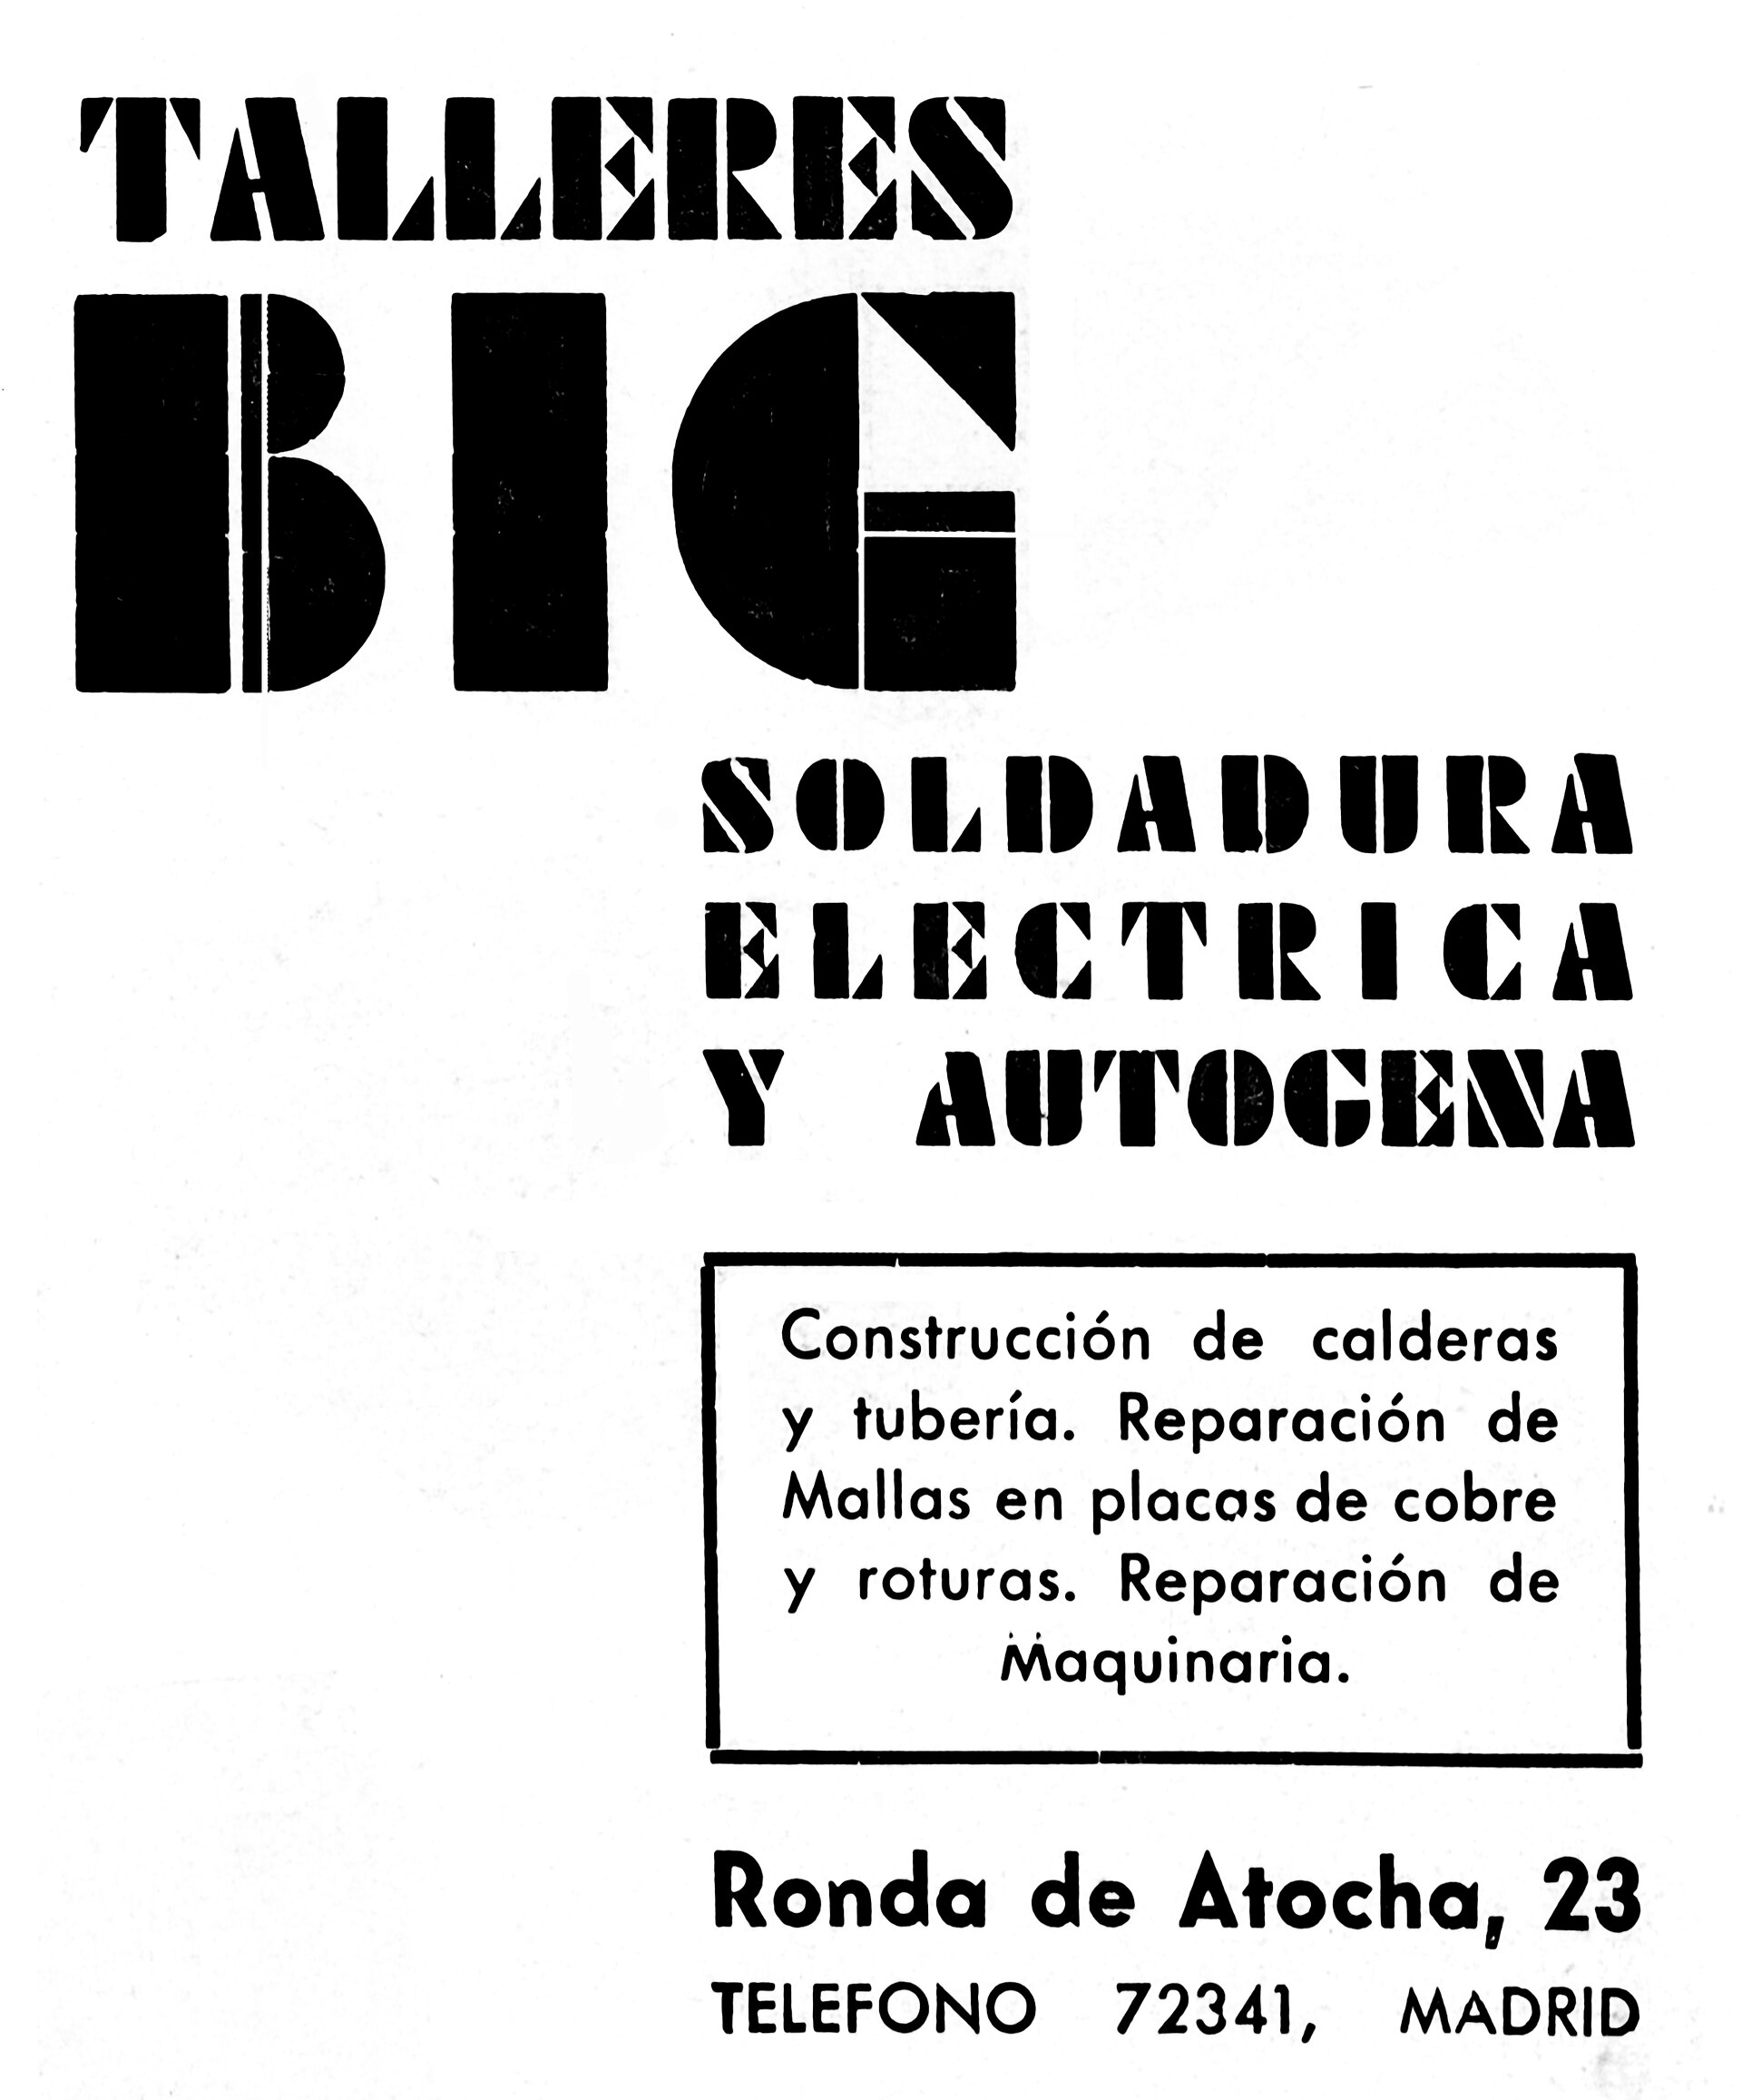 TALLERES
BIG
SOLDADURA
ELECTRICA
Y AUTOGENA
Construcción de calderas
y tubería. Reparación de
Mallas en placas de cobre
y roturas. Reparación de
Maquinaria.
Ronda de Atocha, 23
TELEFONO 72341, MADRID